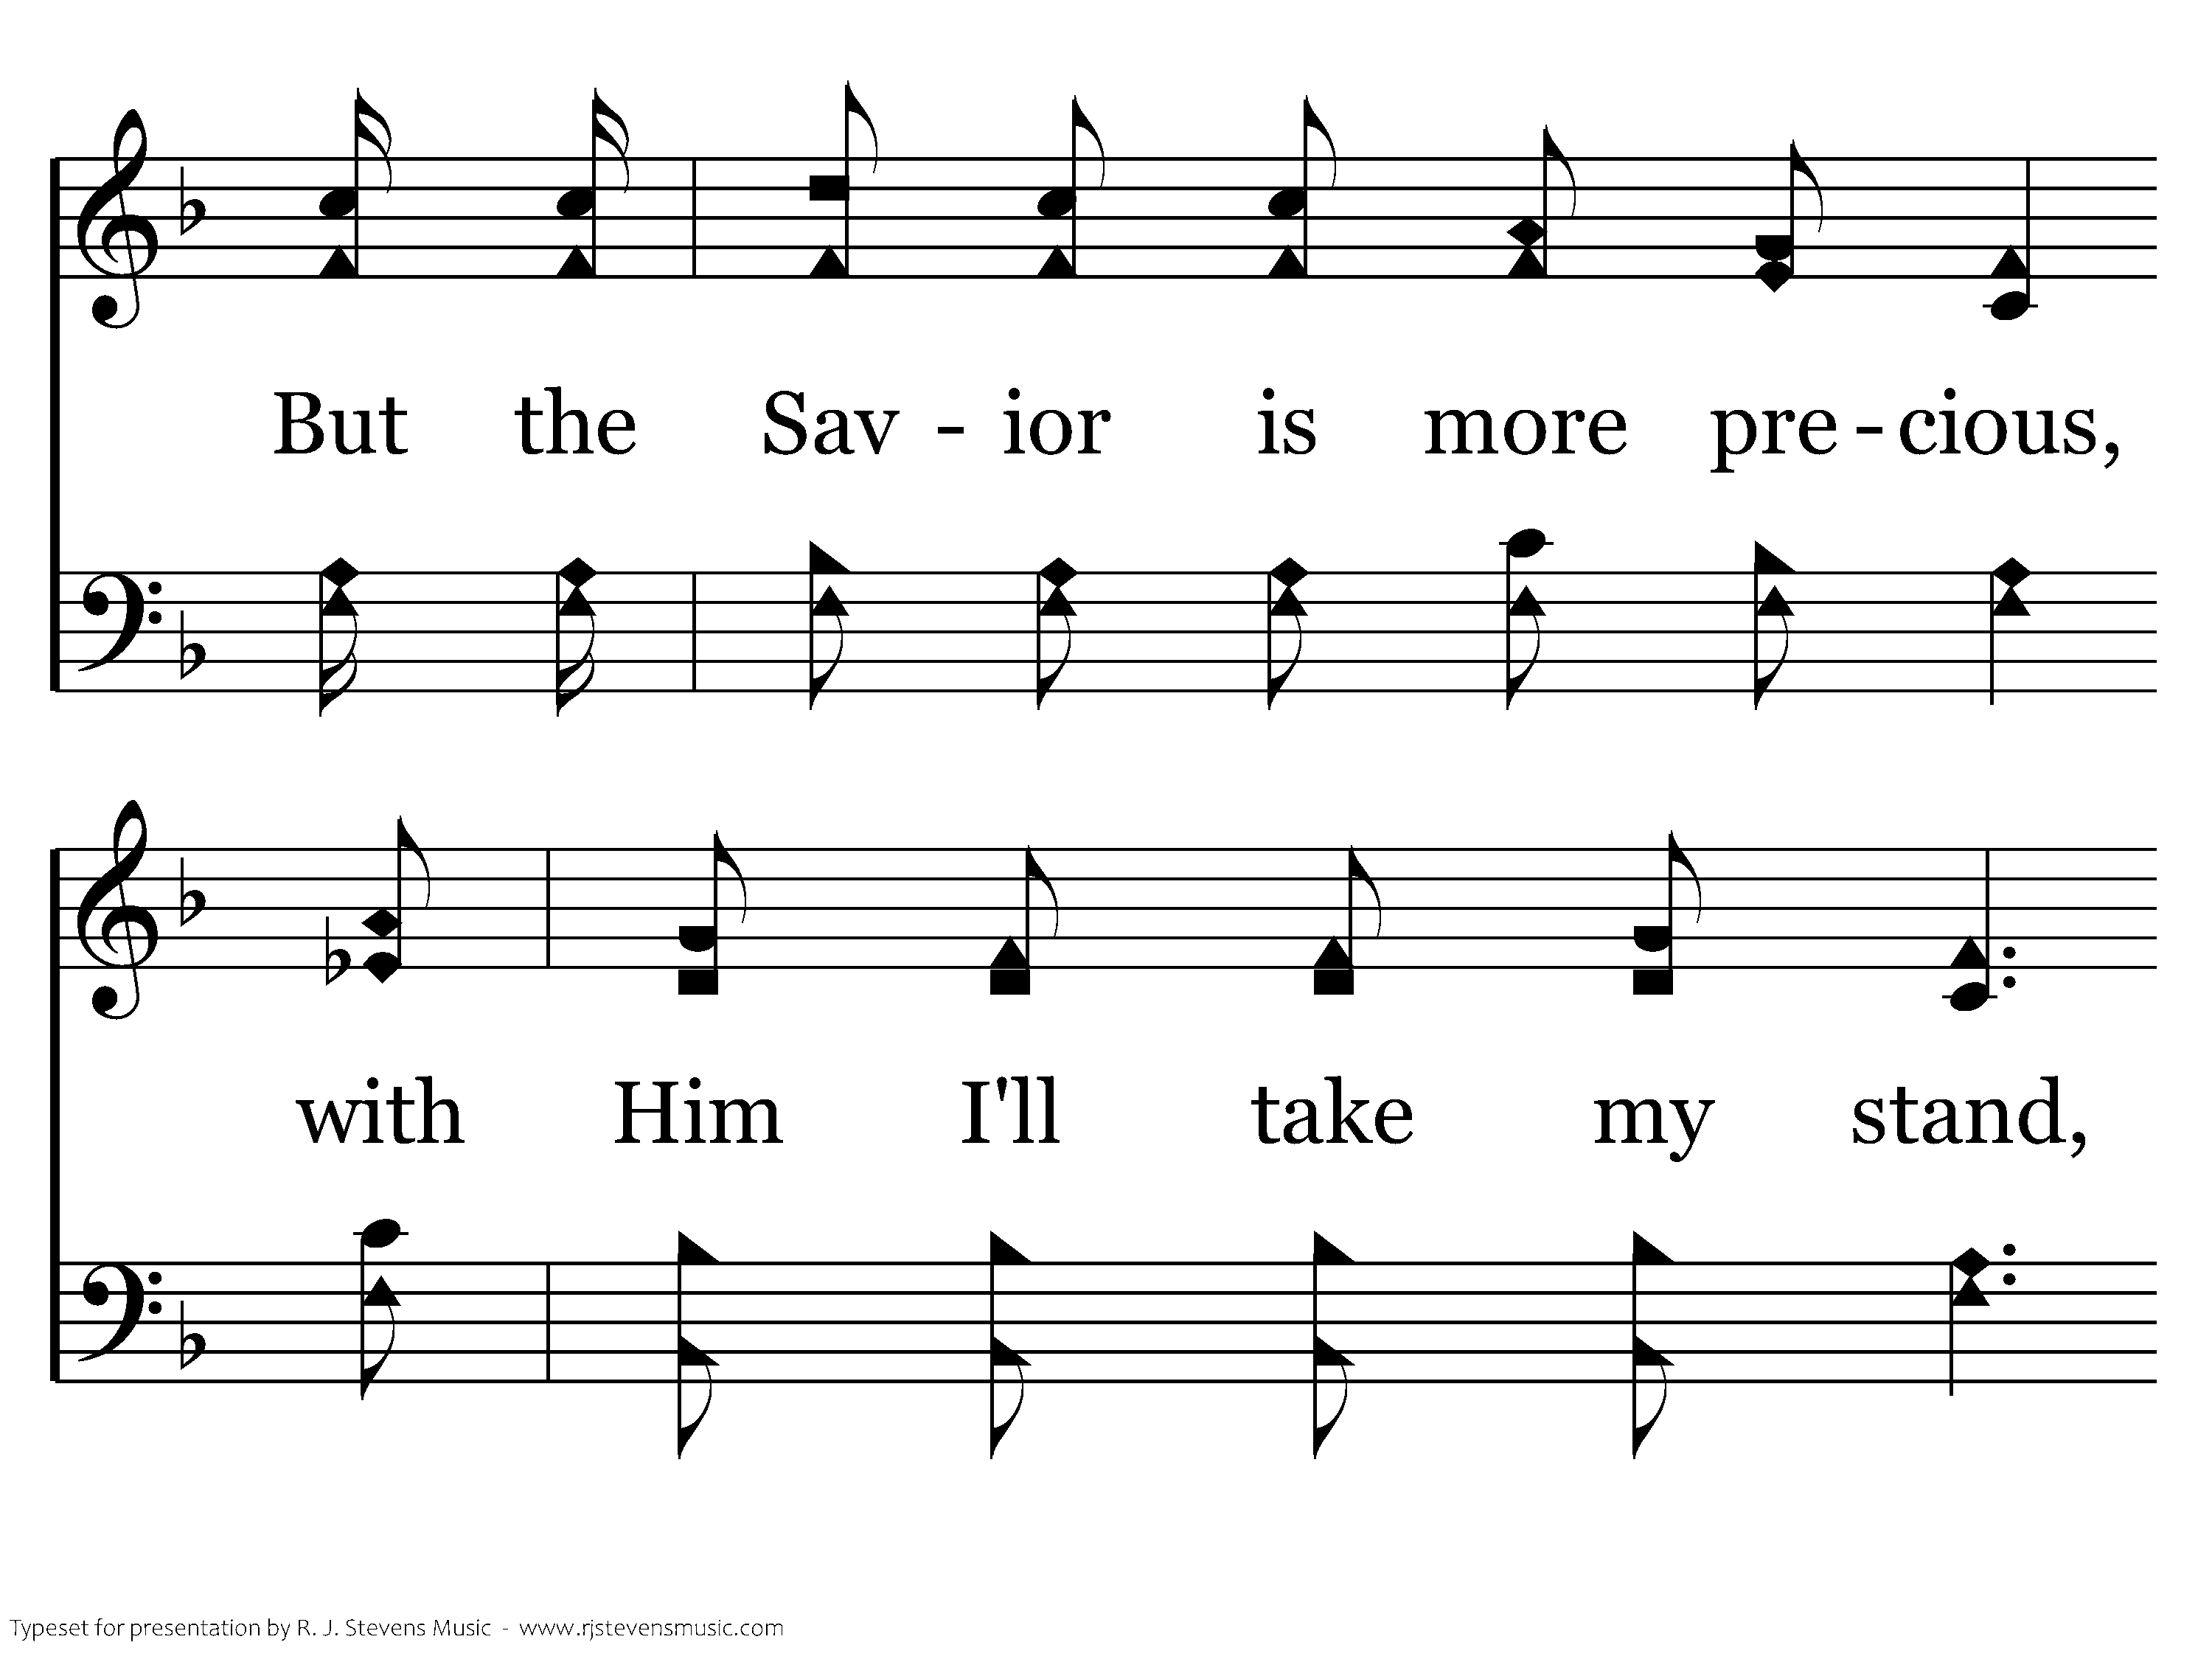 But the Sav - ior is more pre - cious,
with Him I'll take my stand,
Typeset for presentation by R. J. Stevens Music - www.rjstevensmusic.com